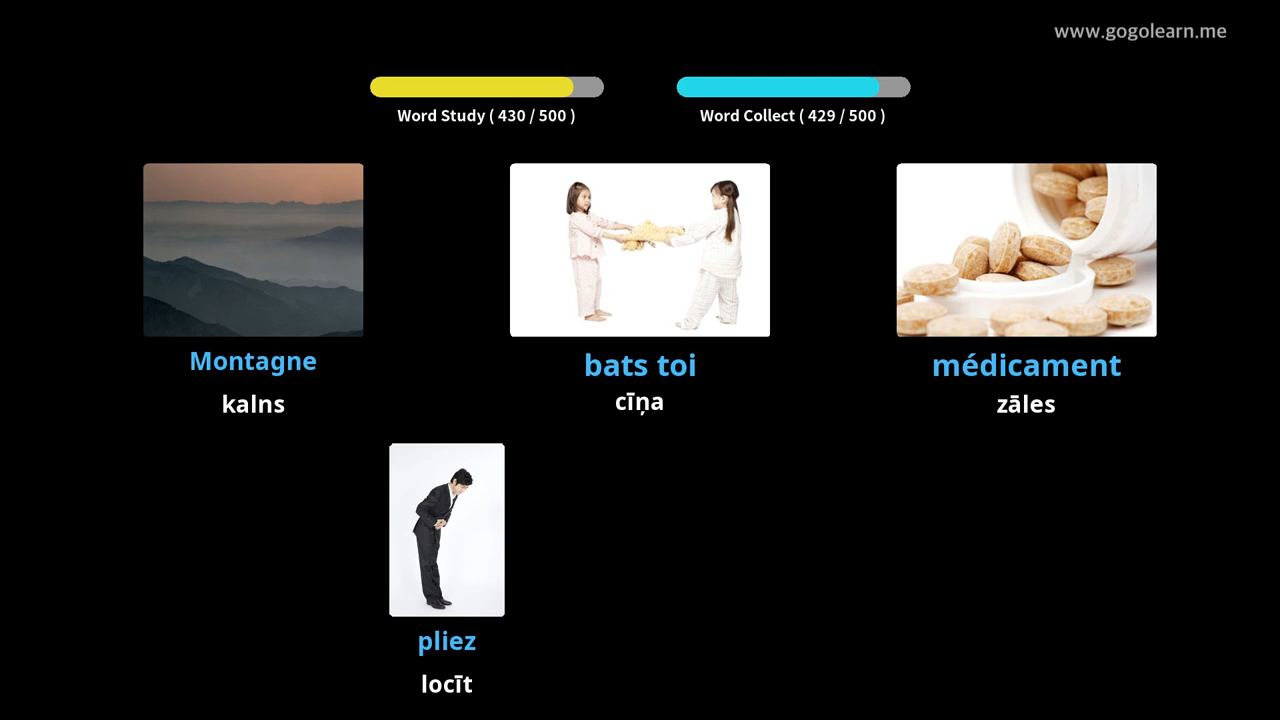 www.gogolearn.me
Word Study ( 430 / 500 )
Word Collect ( 429 / 500 )
Montagne
kalns
bats toi
cīņa
médicament
zāles
pliez
locīt